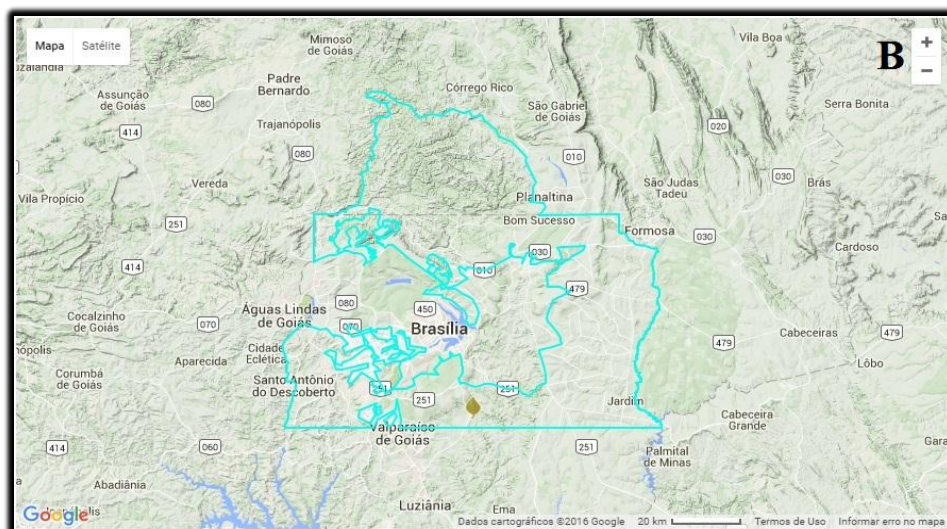 Mapa
Satélite
B
+
−
Mimoso
de Goiás
Vila Boa
Padre
Bernardo
Córrego Rico
Assunção
de Goiás
080
São Gabriel
de Goiás
Serra Bonita
414
Trajanópolis
020
080
010
030
Vereda
São Judas
Tadeu
Brás
Vila Propício
Planaltina
251
Bom Sucesso
Formosa
030
Cardoso
414
010
030
479
Águas Lindas
de Goiás
080
450
Cocalzinho
de Goiás
070
070
Brasília
Cabeceiras
479
479
Cidade
Eclética
Aparecida
Lôbo
Corumbá
de Goiás
Santo Antônio
do Descoberto
251
251
251
Jardim
Cabeceira
Grande
Valparaíso
de Goiás
414
060
251
Palmital
de Minas
Abadiânia
Luziânia
Ema
Google
Dados cartográficos ©2016 Google
20 km
Termos de Uso
Informar erro no mapa